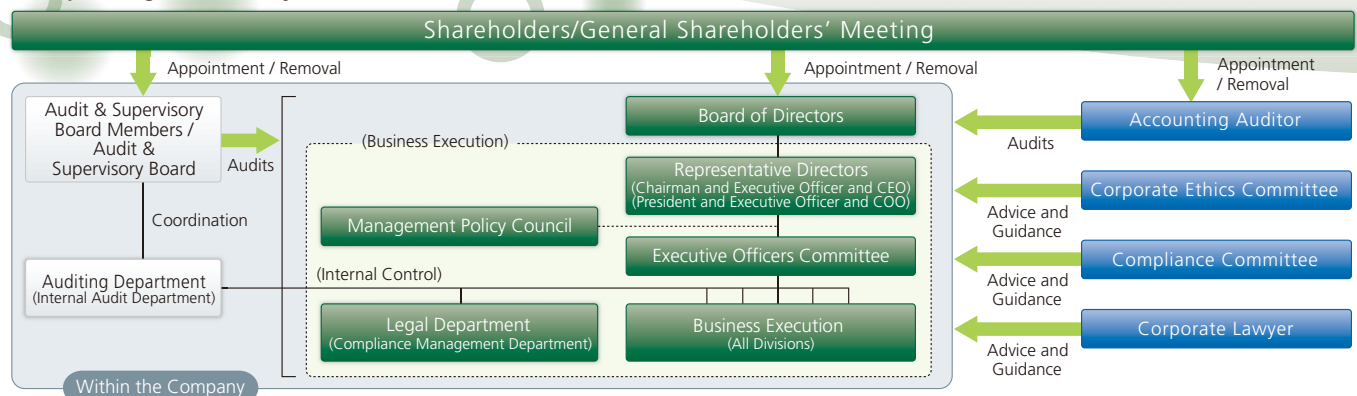 Shareholders/General Shareholders' Meeting
Appointment / Removal
Appointment / Removal
Appointment
/ Removal
Audit & Supervisory
Board Members /
Audit &
Supervisory Board
Audits
(Business Execution)
Board of Directors
Audits
Accounting Auditor
Representative Directors
(Chairman and Executive Officer and CEO)
(President and Executive Officer and COO)
Advice and
Guidance
Corporate Ethics Committee
Coordination
Management Policy Council
Executive Officers Committee
Advice and
Guidance
Compliance Committee
Auditing Department
(Internal Audit Department)
(Internal Control)
Legal Department
(Compliance Management Department)
Business Execution
(All Divisions)
Advice and
Guidance
Corporate Lawyer
Within the Company